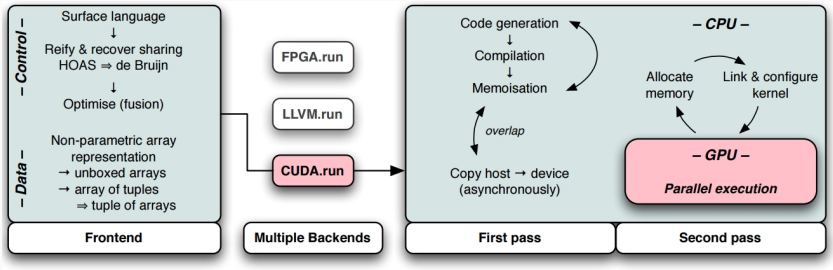 – Control –
Surface language
↓
Reify & recover sharing
HOAS ⇒ de Bruijn
↓
Optimise (fusion)
– Data –
Non-parametric array
representation
→ unboxed arrays
→ array of tuples
⇒ tuple of arrays
Frontend
FPGA.run
LLVM.run
CUDA.run
Multiple Backends
Code generation
↓
Compilation
↓
Memoisation
overlap
Copy host → device
(asynchronously)
First pass
– CPU –
Allocate
memory
Link & configure
kernel
– GPU –
Parallel execution
Second pass